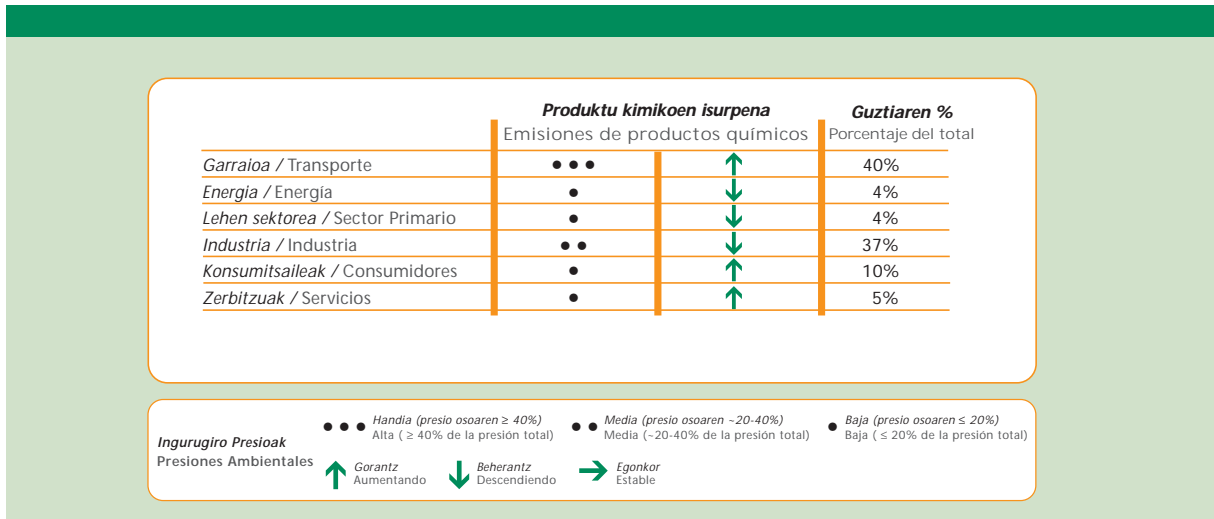 Produktu kimikoen isurpena Guztiaren %
Emisiones de productos químicos Porcentaje del total
Garraioa / Transporte ● ● ● ↑ 40%
Energia / Energía ● ↓ 4%
Lehen sektorea / Sector Primario ● ↓ 4%
Industria / Industria ● ● ↓ 37%
Konsumitsaileak / Consumidores ● ↑ 10%
Zerbitzuak / Servicios ● ↑ 5%
Ingurugiro Presioak
Presiones Ambientales
● ● ● Handia (presio osoaren ≥ 40%)
Alta ( ≥ 40% de la presión total)
● ● Media (presio osoaren ~20-40%)
Media (~20-40% de la presión total)
● Baja (presio osoaren ≤ 20%)
Baja ( ≤ 20% de la presión total)
↑ Gorantz
Aumentando
↓ Beherantz
Descendiendo
→ Egonkor
Estable